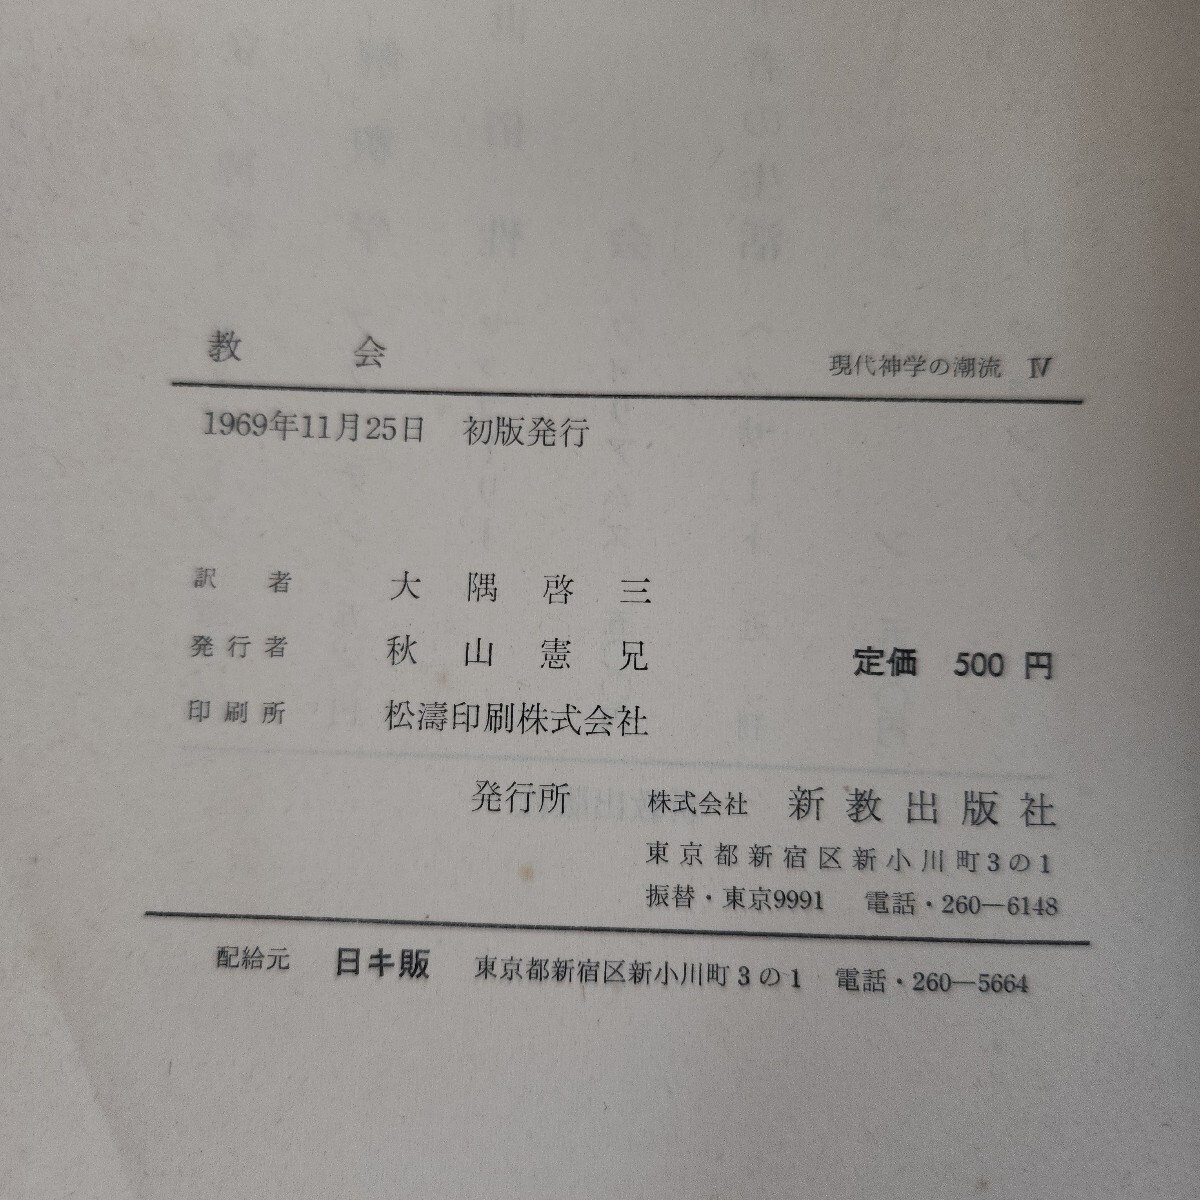 教会 現代神学の潮流 Ⅳ
1969年11月25日 初版発行
訳者 大隅啓三
発行者 秋山憲兄
定価 500円
印刷所 松濤印刷株式会社
発行所 株式会社 新教出版社
東京都新宿区新小川町3の1
振替・東京9991 電話・260―6148
配給元 日キ販 東京都新宿区新小川町3の1 電話・260―5664